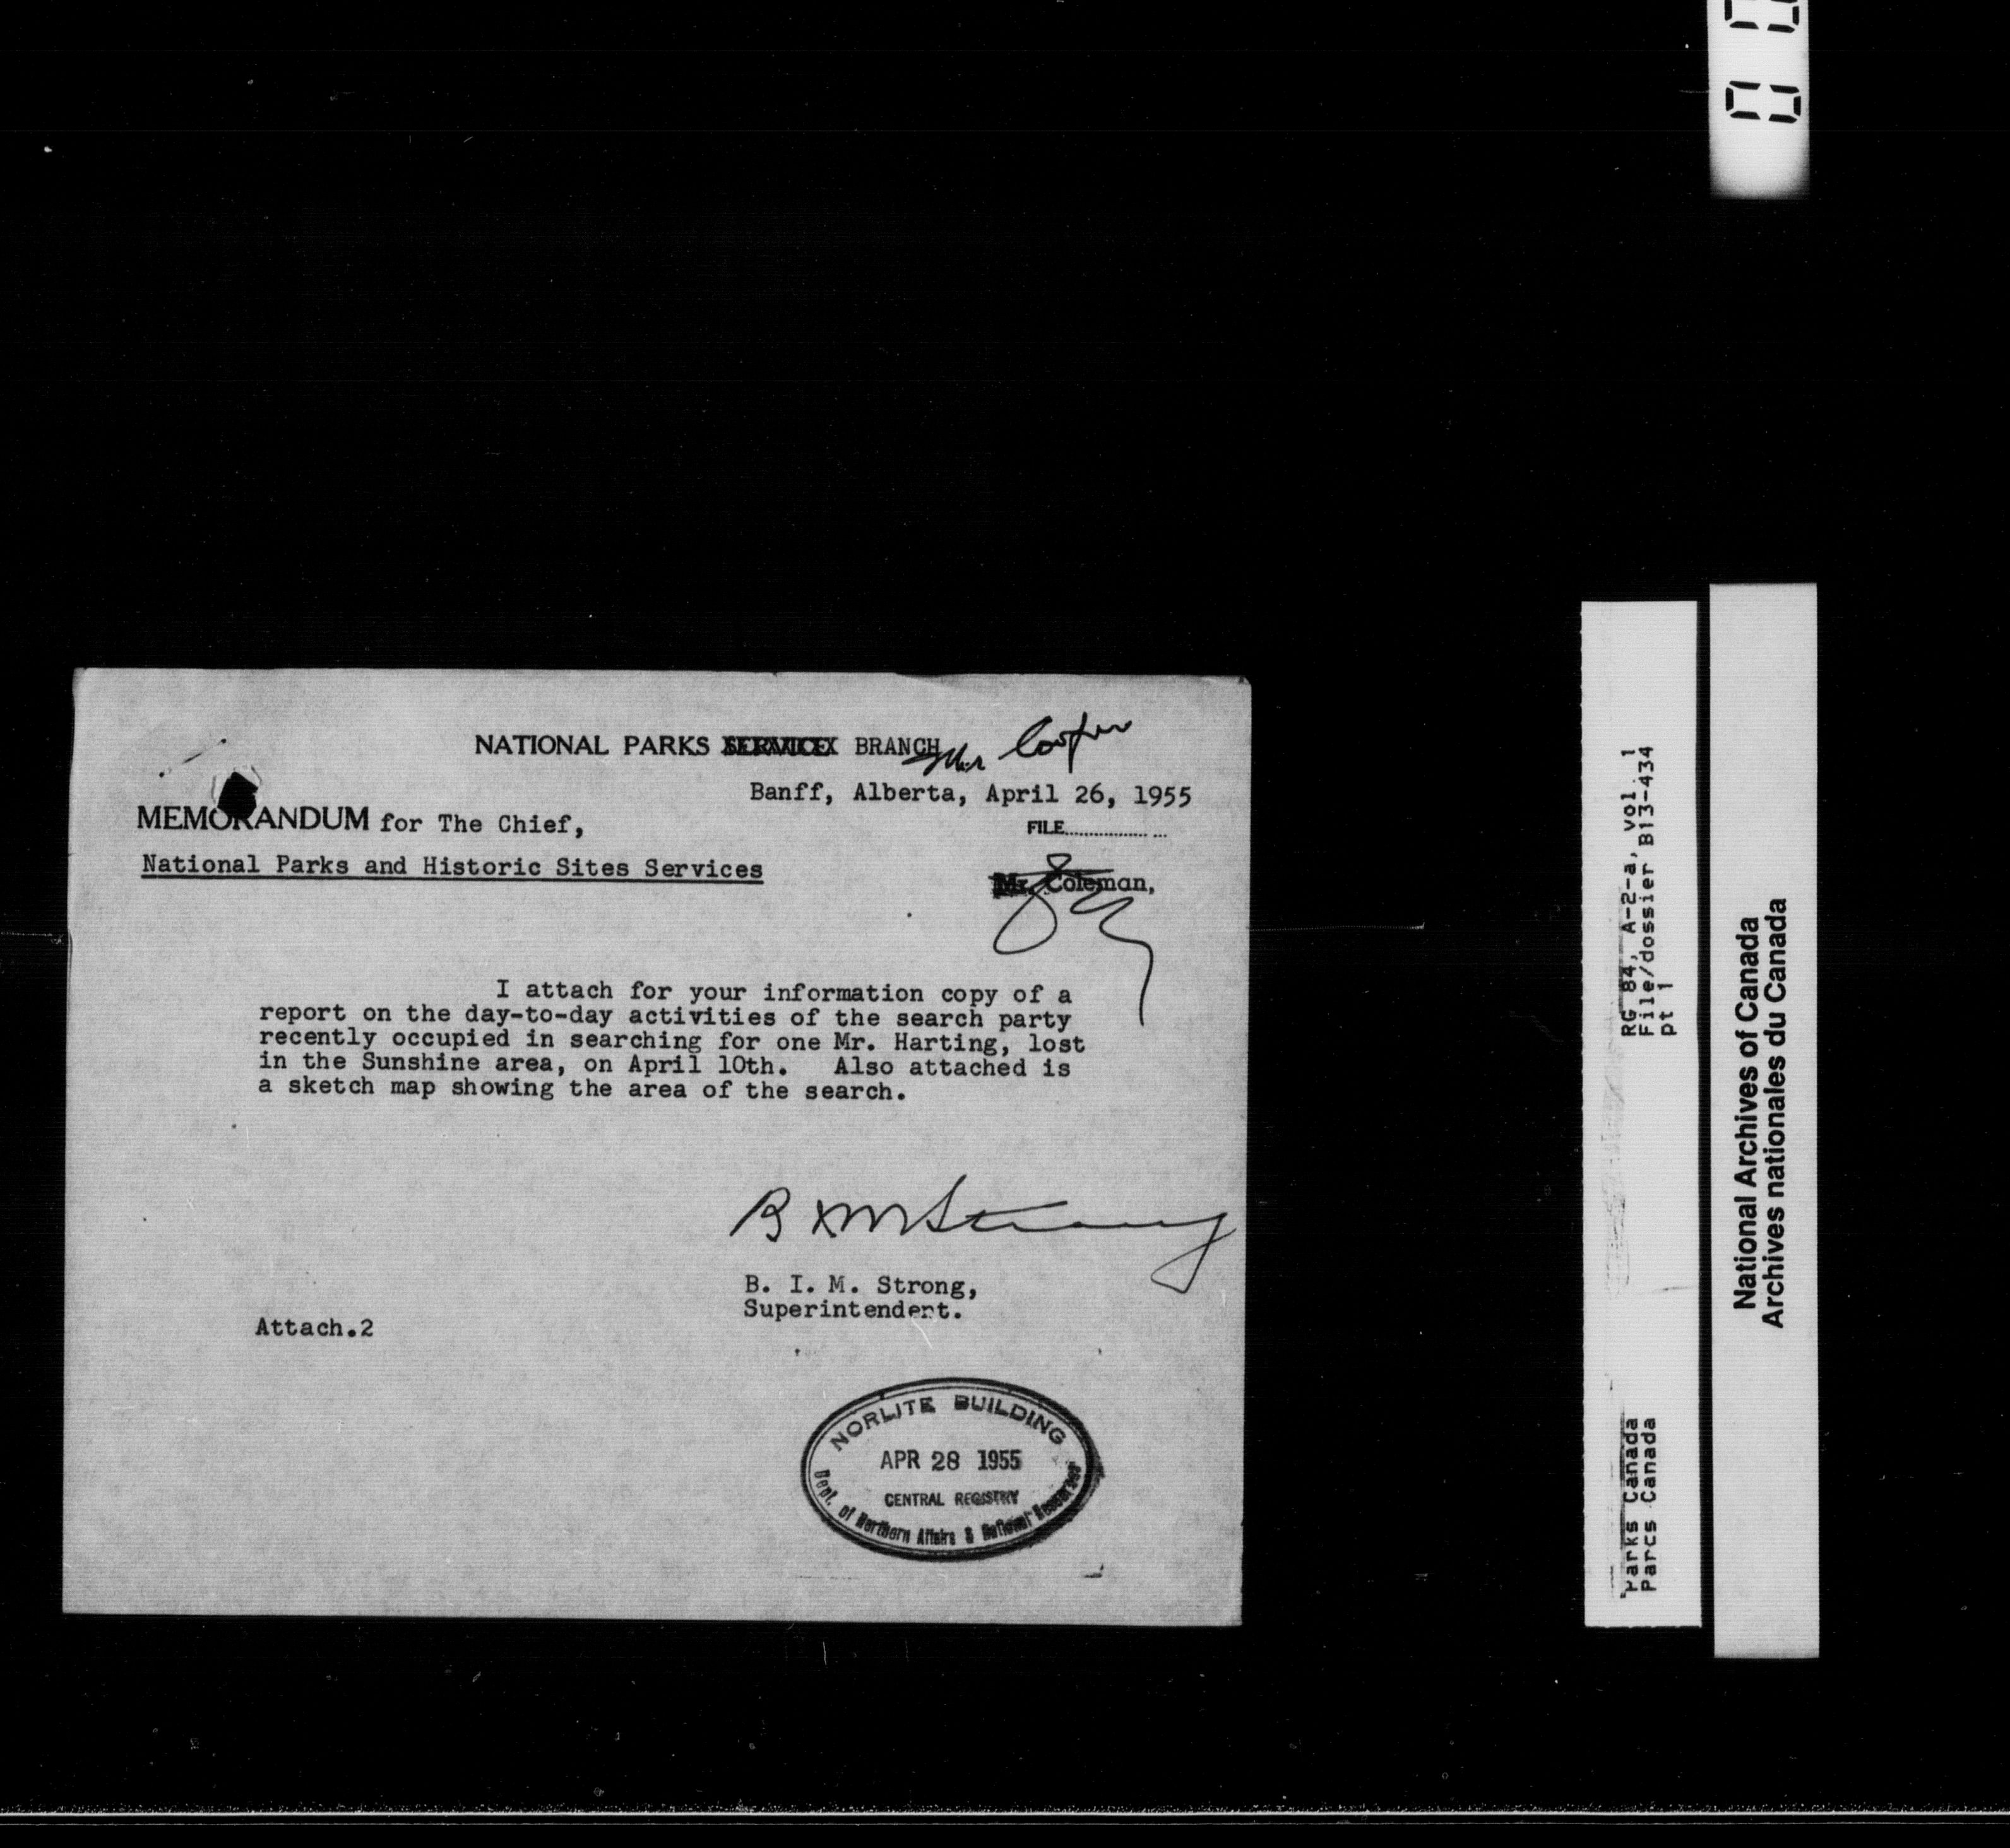 NATIONAL PARKS SERVICE BRANCH
Mr Cooper
Banff, Alberta, April 26, 1955
MEMORANDUM for The Chief,
FILE
National Parks and Historic Sites Services
Mr. Coleman,
I attach for your information copy of a
report on the day-to-day activities of the search party
recently occupied in searching for one Mr. Harting, lost
in the Sunshine area, on April 10th. Also attached is
a sketch map showing the area of the search.
B I M Strong
B. I. M. Strong,
Superintendent.
Attach.2
NORLITE BUILDING
APR 28 1955
CENTRAL REGISTRY
Dept. of Northern Affairs & National Resources
RG 84, A-2-a, vol. 1
File/dossier B13-434
pt 1
Parks Canada
Parcs Canada
National Archives of Canada
Archives nationales du Canada